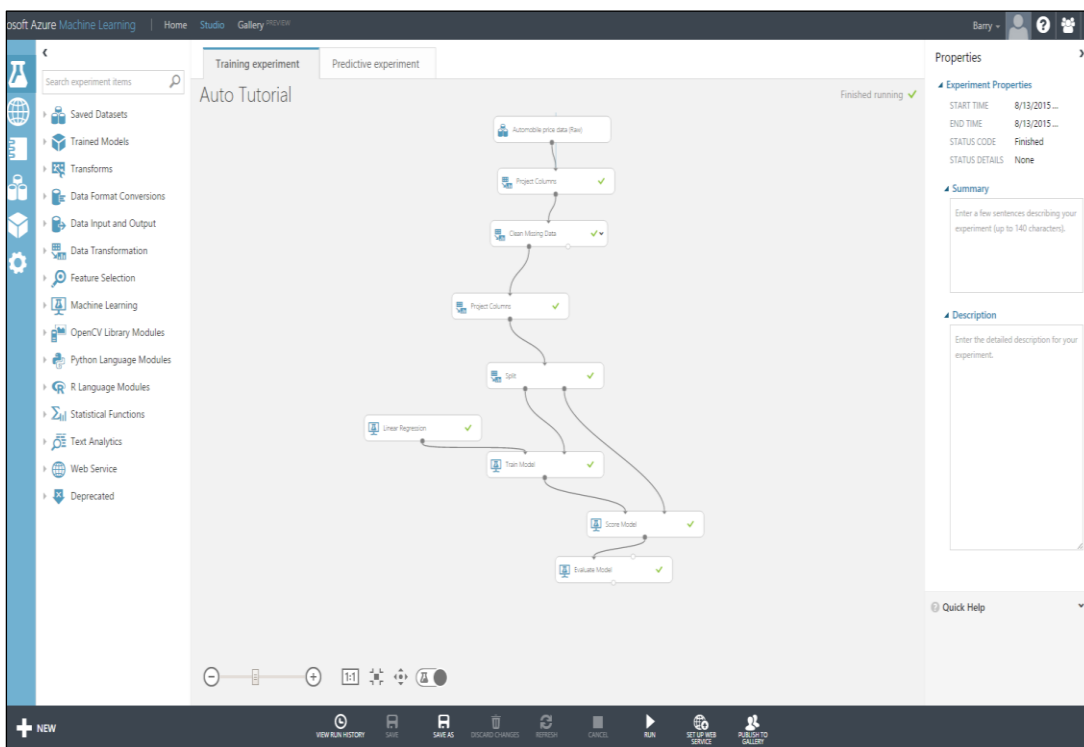 osoft Azure Machine Learning | Home Studio Gallery PREVIEW Barry
Search experiment items
Saved Datasets
Trained Models
Transforms
Data Format Conversions
Data Input and Output
Data Transformation
Feature Selection
Machine Learning
OpenCV Library Modules
Python Language Modules
R Language Modules
Statistical Functions
Text Analytics
Web Service
Deprecated
Training experiment Predictive experiment
Auto Tutorial Finished running
Automobile price data (Raw)
Project Columns
Clean Missing Data
Project Columns
Split
Linear Regression
Train Model
Score Model
Evaluate Model
1:1
Properties
Experiment Properties
START TIME 8/13/2015 ...
END TIME 8/13/2015 ...
STATUS CODE Finished
STATUS DETAILS None
Summary
Enter a few sentences describing your
experiment (up to 140 characters).
Description
Enter the detailed description for your
experiment.
Quick Help
NEW
VIEW RUN HISTORY
SAVE
SAVE AS
DISCARD CHANGES
REFRESH
CANCEL
RUN
SET UP WEB
SERVICE
PUBLISH TO
GALLERY